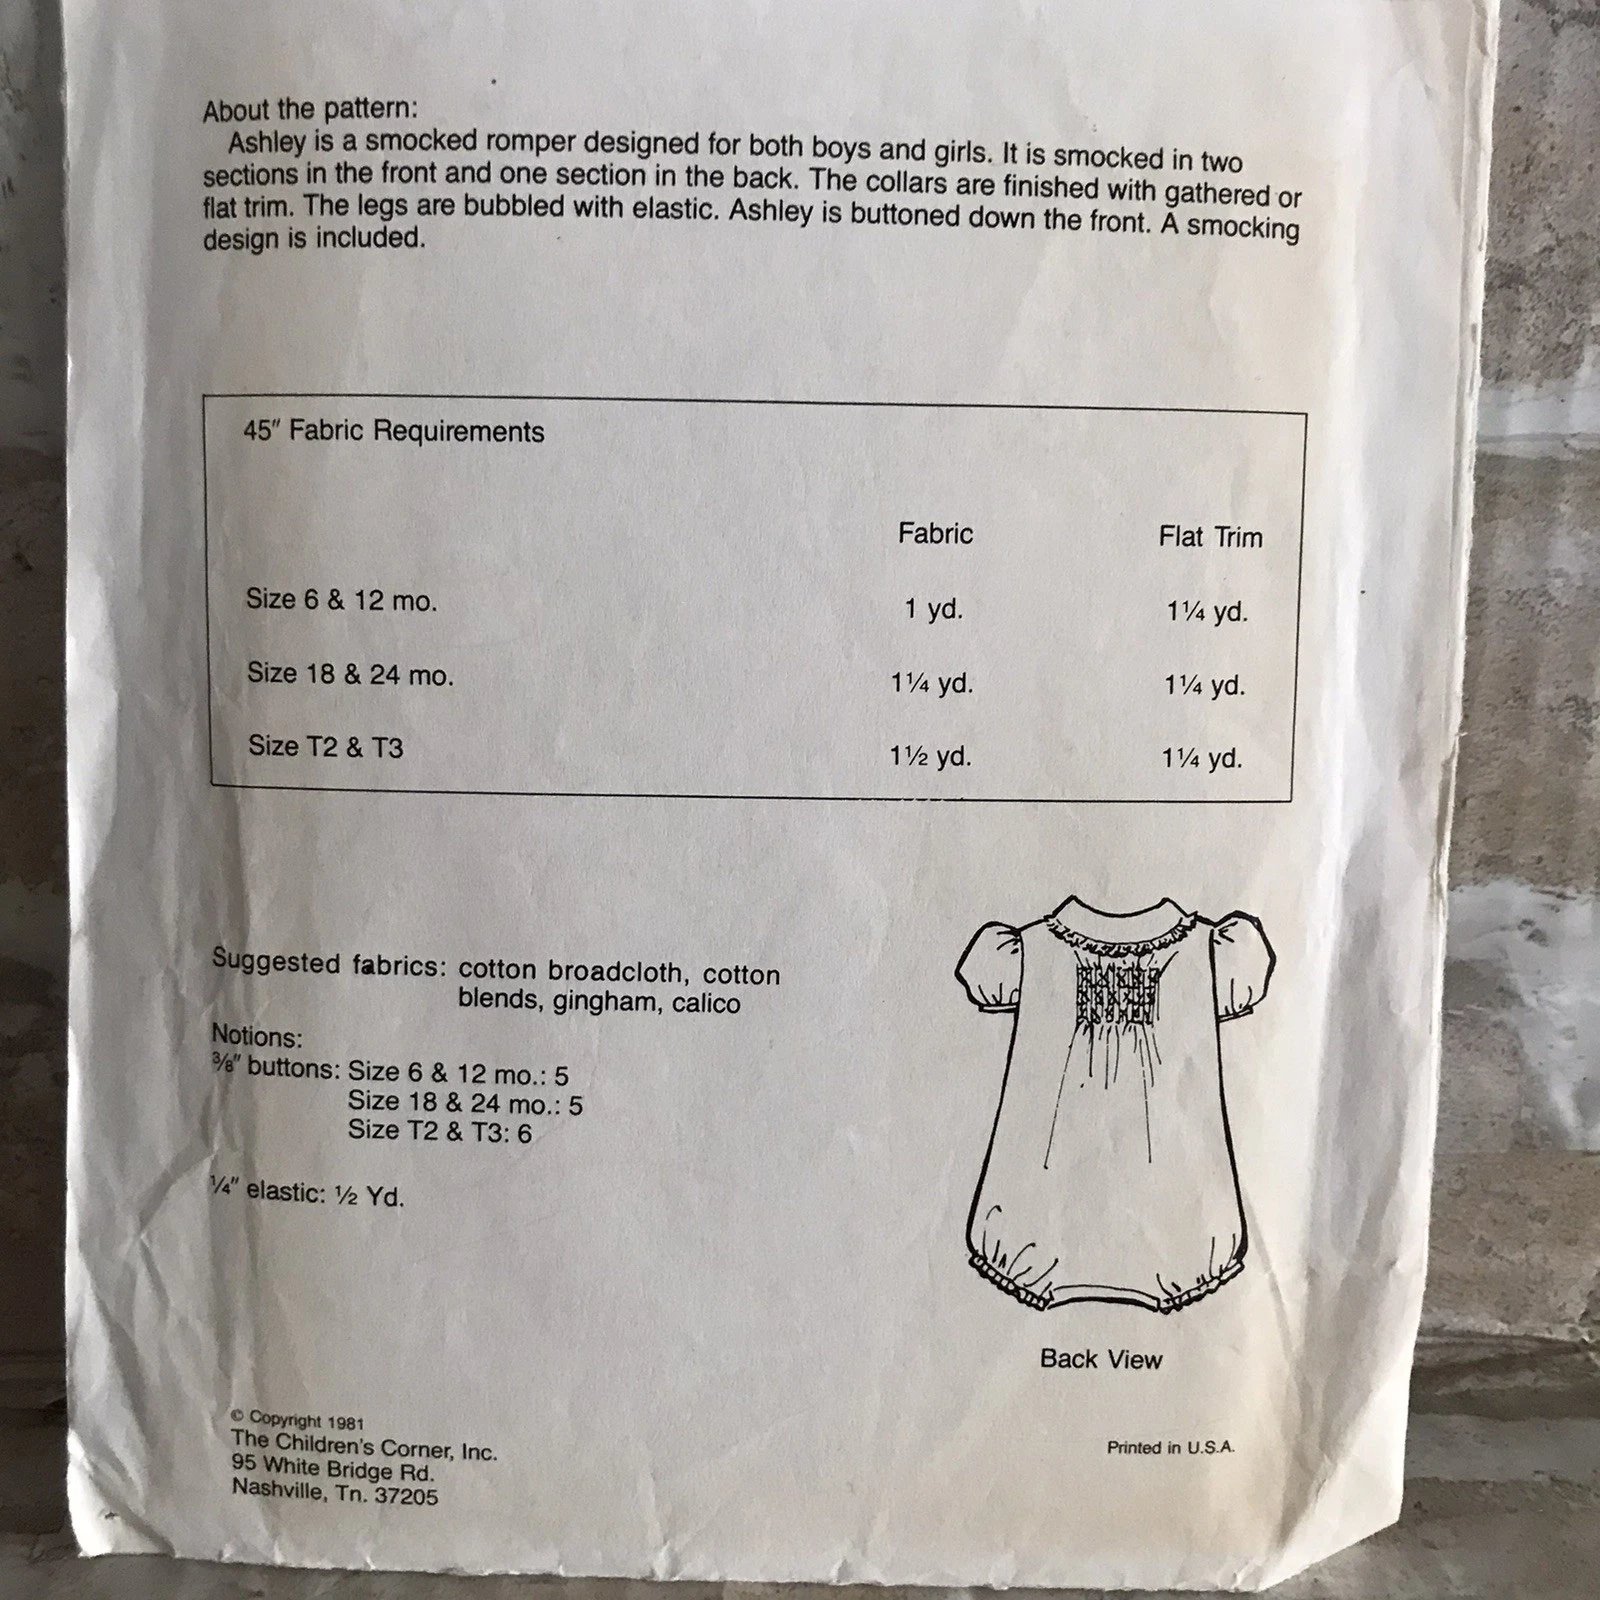 About the pattern:
Ashley is a smocked romper designed for both boys and girls. It is smocked in two
sections in the front and one section in the back. The collars are finished with gathered or
flat trim. The legs are bubbled with elastic. Ashley is buttoned down the front. A smocking
design is included.
45" Fabric Requirements
Fabric Flat Trim
Size 6 & 12 mo. 1 yd. 1¼ yd.
Size 18 & 24 mo. 1¼ yd. 1¼ yd.
Size T2 & T3 1½ yd. 1¼ yd.
Suggested fabrics: cotton broadcloth, cotton
blends, gingham, calico
Notions:
⅜" buttons: Size 6 & 12 mo.: 5
Size 18 & 24 mo.: 5
Size T2 & T3: 6
¼" elastic: ½ Yd.
Back View
© Copyright 1981
The Children's Corner, Inc.
95 White Bridge Rd.
Nashville, Tn. 37205
Printed in U.S.A.